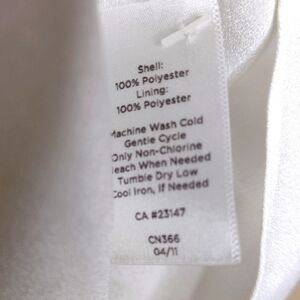 Shell:
100% Polyester
Lining:
100% Polyester
Machine Wash Cold
Gentle Cycle
Only Non-Chlorine
leach When Needed
Tumble Dry Low
Cool Iron, If Needed
CA #23147
CN366
04/11